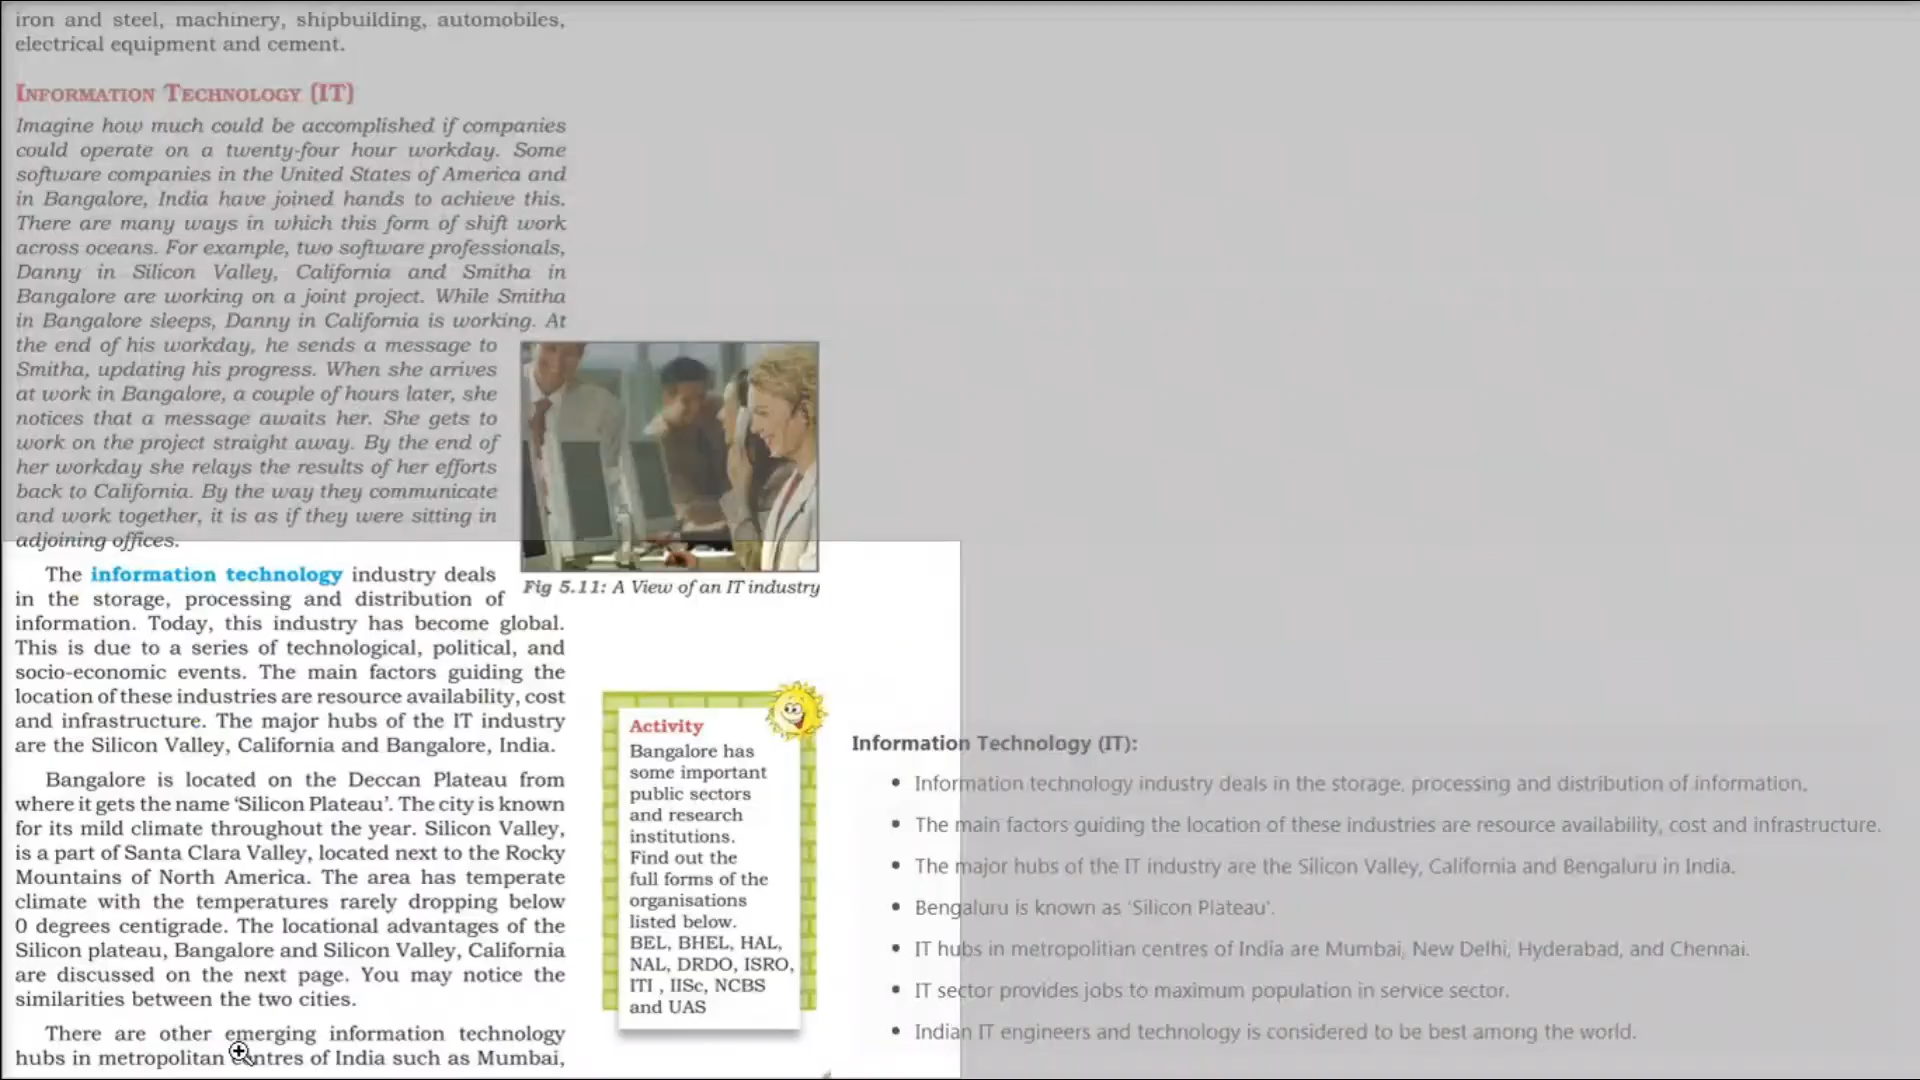 iron and steel, machinery, shipbuilding, automobiles,
electrical equipment and cement.
INFORMATION TECHNOLOGY (IT)
Imagine how much could be accomplished if companies
could operate on a twenty-four hour workday. Some
software companies in the United States of America and
in Bangalore, India have joined hands to achieve this.
There are many ways in which this form of shift work
across oceans. For example, two software professionals,
Danny in Silicon Valley, California and Smitha in
Bangalore are working on a joint project. While Smitha
in Bangalore sleeps, Danny in California is working. At
the end of his workday, he sends a message to
Smitha, updating his progress. When she arrives
at work in Bangalore, a couple of hours later, she
notices that a message awaits her. She gets to
work on the project straight away. By the end of
her workday she relays the results of her efforts
back to California. By the way they communicate
and work together, it is as if they were sitting in
adjoining offices.
Fig 5.11: A View of an IT industry
The information technology industry deals
in the storage, processing and distribution of
information. Today, this industry has become global.
This is due to a series of technological, political, and
socio-economic events. The main factors guiding the
location of these industries are resource availability, cost
and infrastructure. The major hubs of the IT industry
are the Silicon Valley, California and Bangalore, India.
Bangalore is located on the Deccan Plateau from
where it gets the name ‘Silicon Plateau’. The city is known
for its mild climate throughout the year. Silicon Valley,
is a part of Santa Clara Valley, located next to the Rocky
Mountains of North America. The area has temperate
climate with the temperatures rarely dropping below
0 degrees centigrade. The locational advantages of the
Silicon plateau, Bangalore and Silicon Valley, California
are discussed on the next page. You may notice the
similarities between the two cities.
There are other emerging information technology
hubs in metropolitan centres of India such as Mumbai,
Activity
Bangalore has
some important
public sectors
and research
institutions.
Find out the
full forms of the
organisations
listed below.
BEL, BHEL, HAL,
NAL, DRDO, ISRO,
ITI , IISc, NCBS
and UAS
Information Technology (IT):
• Information technology industry deals in the storage, processing and distribution of information.
• The main factors guiding the location of these industries are resource availability, cost and infrastructure.
• The major hubs of the IT industry are the Silicon Valley, California and Bengaluru in India.
• Bengaluru is known as ‘Silicon Plateau’.
• IT hubs in metropolitian centres of India are Mumbai, New Delhi, Hyderabad, and Chennai.
• IT sector provides jobs to maximum population in service sector.
• Indian IT engineers and technology is considered to be best among the world.